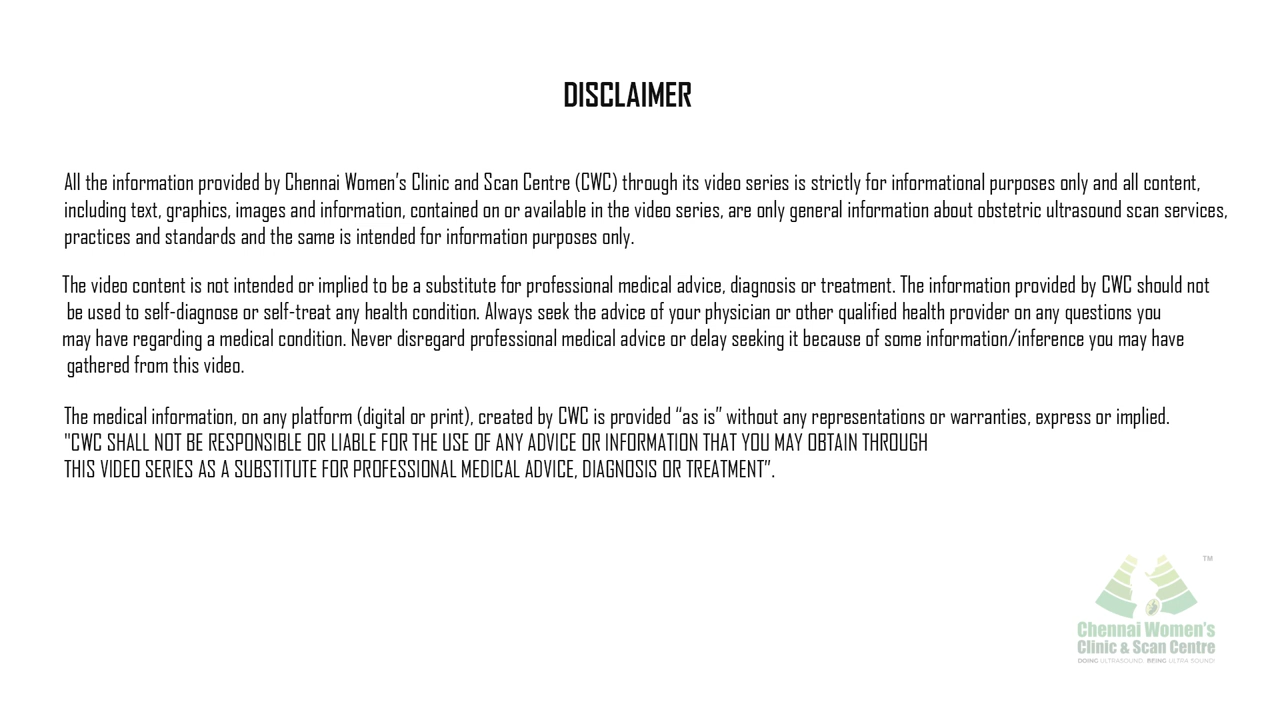 DISCLAIMER
All the information provided by Chennai Women's Clinic and Scan Centre (CWC) through its video series is strictly for informational purposes only and all content,
including text, graphics, images and information, contained on or available in the video series, are only general information about obstetric ultrasound scan services,
practices and standards and the same is intended for information purposes only.
The video content is not intended or implied to be a substitute for professional medical advice, diagnosis or treatment. The information provided by CWC should not
be used to self-diagnose or self-treat any health condition. Always seek the advice of your physician or other qualified health provider on any questions you
may have regarding a medical condition. Never disregard professional medical advice or delay seeking it because of some information/inference you may have
gathered from this video.
The medical information, on any platform (digital or print), created by CWC is provided “as is” without any representations or warranties, express or implied.
"CWC SHALL NOT BE RESPONSIBLE OR LIABLE FOR THE USE OF ANY ADVICE OR INFORMATION THAT YOU MAY OBTAIN THROUGH
THIS VIDEO SERIES AS A SUBSTITUTE FOR PROFESSIONAL MEDICAL ADVICE, DIAGNOSIS OR TREATMENT”.
TM
Chennai Women's
Clinic & Scan Centre
DOING ULTRASOUND. BEING ULTRA SOUND!